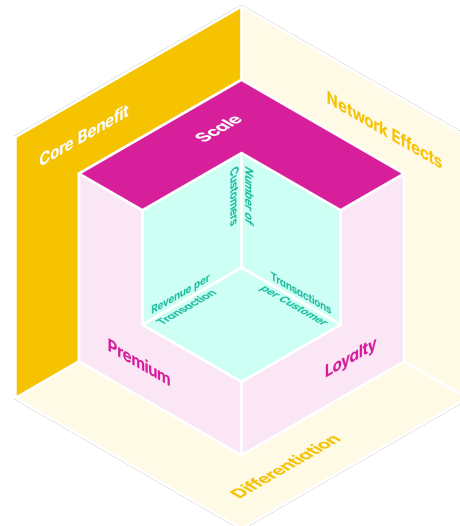 Core Benefit
Network Effects
Scale
Number of
Customers
Revenue per
Transaction
Transactions
per Customer
Premium
Loyalty
Differentiation